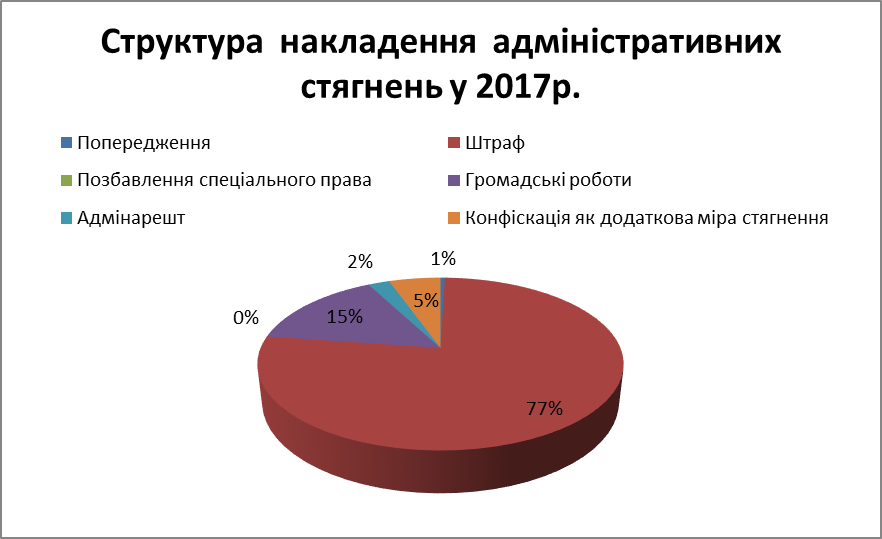 Структура накладення адміністративних
стягнень у 2017р.
Попередження
Штраф
Позбавлення спеціального права
Громадські роботи
Адмінарешт
Конфіскація як додаткова міра стягнення
1%
2%
5%
15%
0%
77%